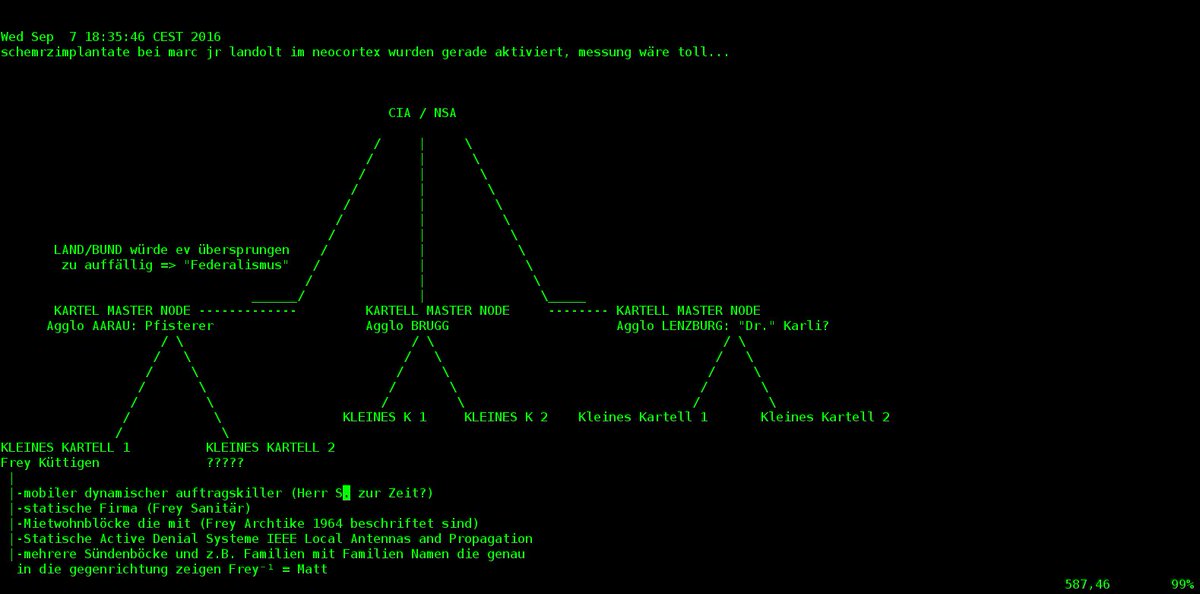 Wed Sep  7 18:35:46 CEST 2016
schemrzimplantate bei marc jr landolt im neocortex wurden gerade aktiviert, messung wäre toll...
CIA / NSA
LAND/BUND würde ev übersprungen
zu auffällig => "Federalismus"
KARTEL MASTER NODE ------------- KARTELL MASTER NODE -------- KARTELL MASTER NODE
Agglo AARAU: Pfisterer Agglo BRUGG Agglo LENZBURG: "Dr." Karli?
KLEINES K 1 KLEINES K 2 Kleines Kartell 1 Kleines Kartell 2
KLEINES KARTELL 1 KLEINES KARTELL 2
Frey Küttigen ?????
|
|-mobiler dynamischer auftragskiller (Herr S. zur Zeit?)
|-statische Firma (Frey Sanitär)
|-Mietwohnblöcke die mit (Frey Archtike 1964 beschriftet sind)
|-Statische Active Denial Systeme IEEE Local Antennas and Propagation
|-mehrere Sündenböcke und z.B. Familien mit Familien Namen die genau
in die gegenrichtung zeigen Frey⁻¹ = Matt
587,46 99%